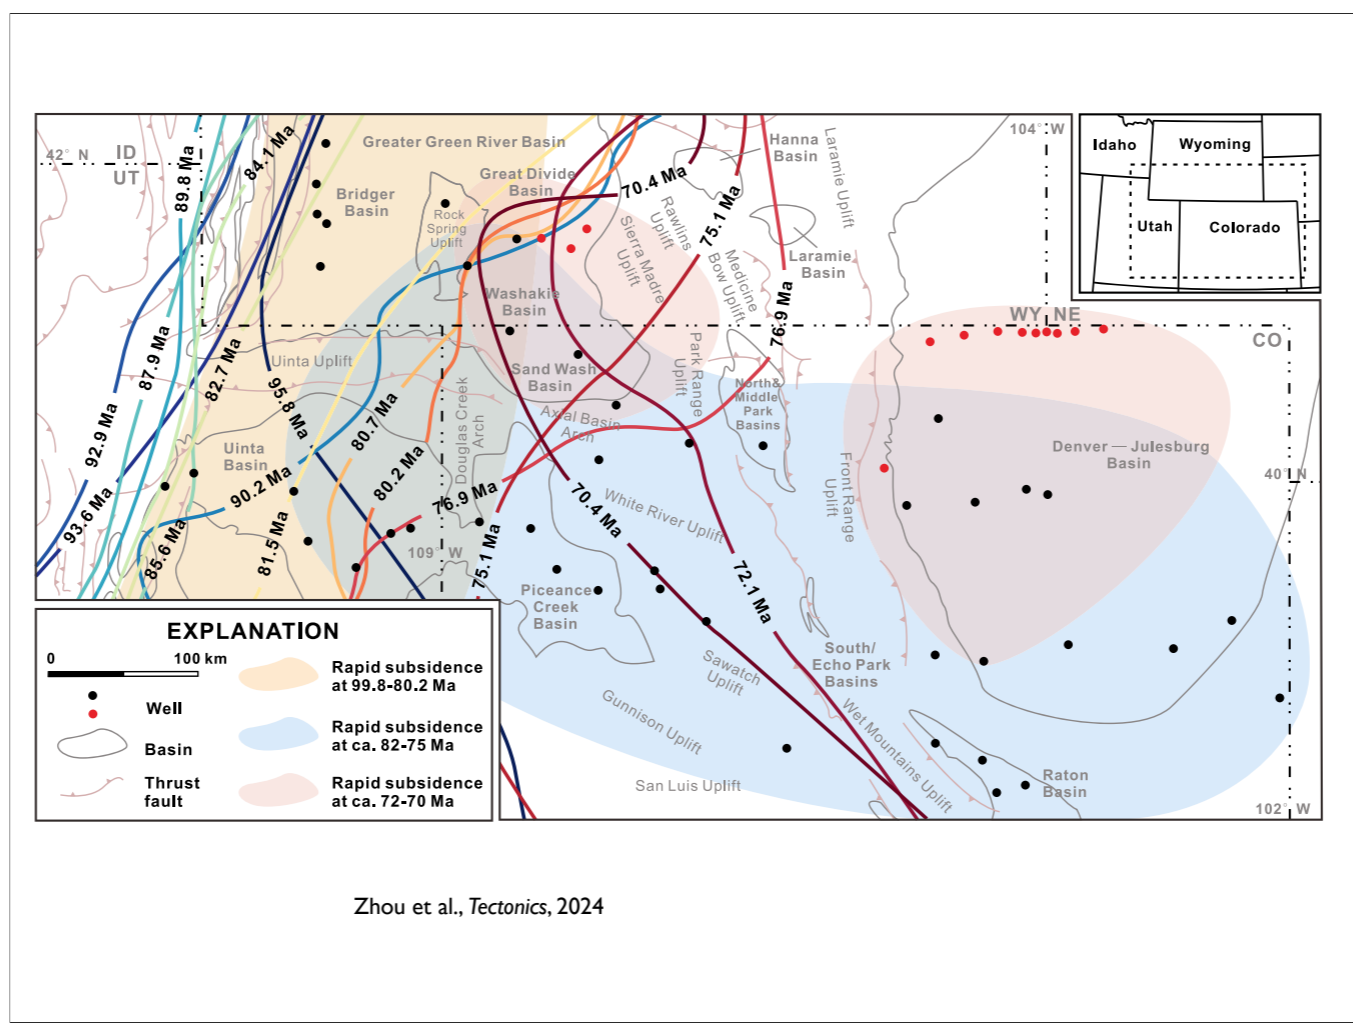 42° N
ID
UT
89.8 Ma
84.1 Ma
Greater Green River Basin
Bridger
Basin
Great Divide
Basin
Rock
Spring
Uplift
70.4 Ma
Rawlins
Uplift
Sierra Madre
Uplift
75.1 Ma
Hanna
Basin
Laramie Uplift
Laramie
Basin
Medicine
Bow Uplift
76.9 Ma
104° W
Idaho
Wyoming
Utah
Colorado
WY
NE
CO
Washakie
Basin
Sand Wash
Basin
Uinta Uplift
87.9 Ma
82.7 Ma
92.9 Ma
95.8 Ma
80.7 Ma
Douglas Creek
Arch
Axial Basin
Arch
Park Range
Uplift
North&
Middle
Park
Basins
Uinta
Basin
90.2 Ma
80.2 Ma
76.9 Ma
93.6 Ma
85.6 Ma
81.5 Ma
109° W
75.1 Ma
70.4 Ma
White River Uplift
72.1 Ma
Front Range
Uplift
Denver — Julesburg
Basin
40° N
Piceance
Creek
Basin
Sawatch
Uplift
Gunnison Uplift
San Luis Uplift
South/
Echo Park
Basins
Wet Mountains Uplift
Raton
Basin
102° W
EXPLANATION
0
100 km
Well
Basin
Thrust
fault
Rapid subsidence
at 99.8-80.2 Ma
Rapid subsidence
at ca. 82-75 Ma
Rapid subsidence
at ca. 72-70 Ma
Zhou et al., Tectonics, 2024